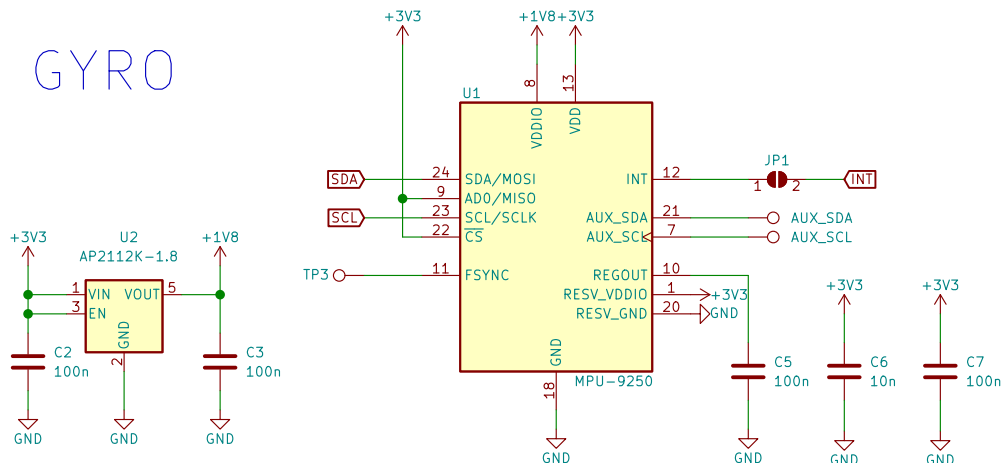 GYRO
+3V3
+1V8
+3V3
U1
8
13
VDDIO
VDD
SDA
24
SDA/MOSI
INT
12
JP1
1
2
INT
9
AD0/MISO
SCL
23
SCL/SCLK
AUX_SDA
21
AUX_SDA
22
CS
AUX_SCL
7
AUX_SCL
TP3
11
FSYNC
REGOUT
10
RESV_VDDIO
1
+3V3
RESV_GND
20
GND
GND
18
MPU-9250
GND
+3V3
U2
AP2112K-1.8
+1V8
1
VIN
VOUT
5
3
EN
GND
2
C2
100n
C3
100n
GND
GND
GND
C5
100n
GND
+3V3
C6
10n
GND
+3V3
C7
100n
GND